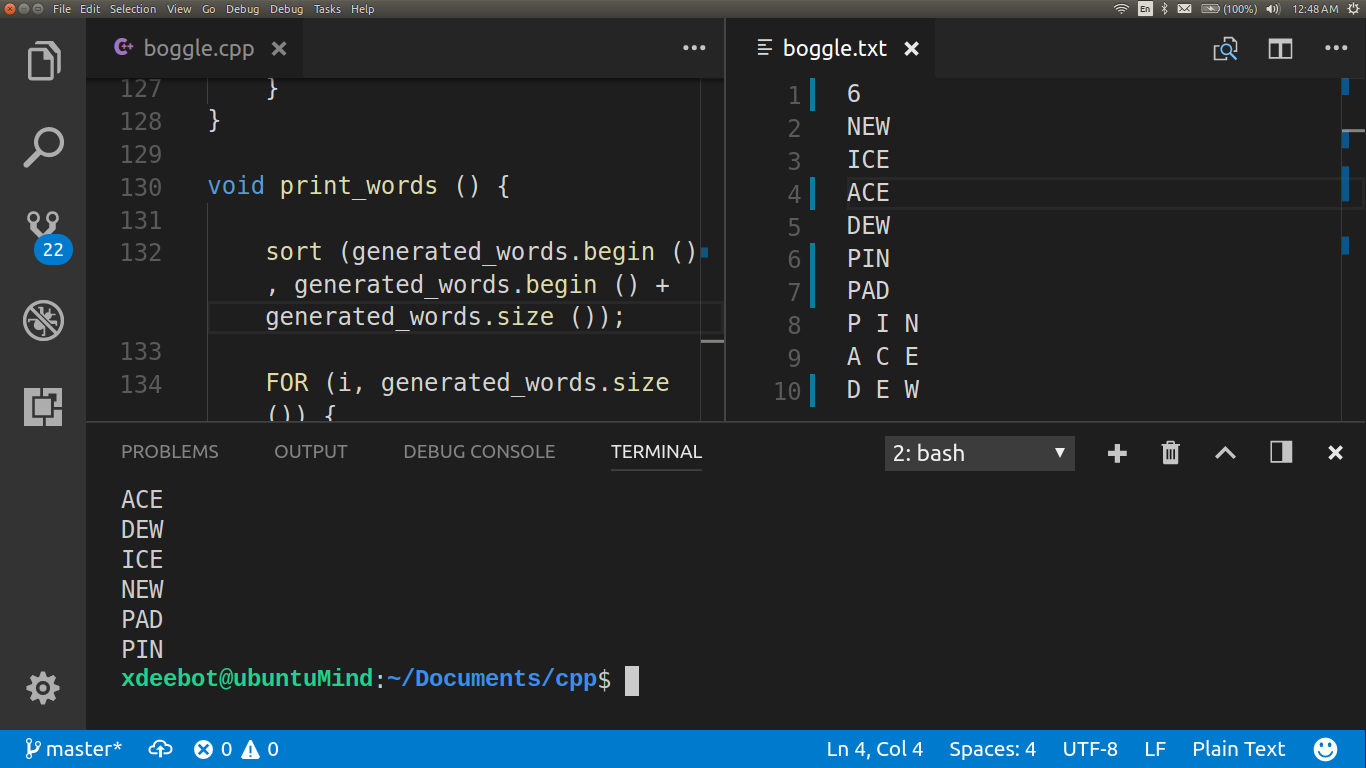 File Edit Selection View Go Debug Debug Tasks Help En (100%) 12:48 AM
boggle.cpp
127 }
128 }
129
130 void print_words () {
131
132 sort (generated_words.begin ()
, generated_words.begin () +
generated_words.size ());
133
134 FOR (i, generated_words.size
()) {
boggle.txt
1 6
2 NEW
3 ICE
4 ACE
5 DEW
6 PIN
7 PAD
8 P I N
9 A C E
10 D E W
22
PROBLEMS OUTPUT DEBUG CONSOLE TERMINAL 2: bash
ACE
DEW
ICE
NEW
PAD
PIN
xdeebot@ubuntuMind:~/Documents/cpp$
master* 0 0 Ln 4, Col 4 Spaces: 4 UTF-8 LF Plain Text